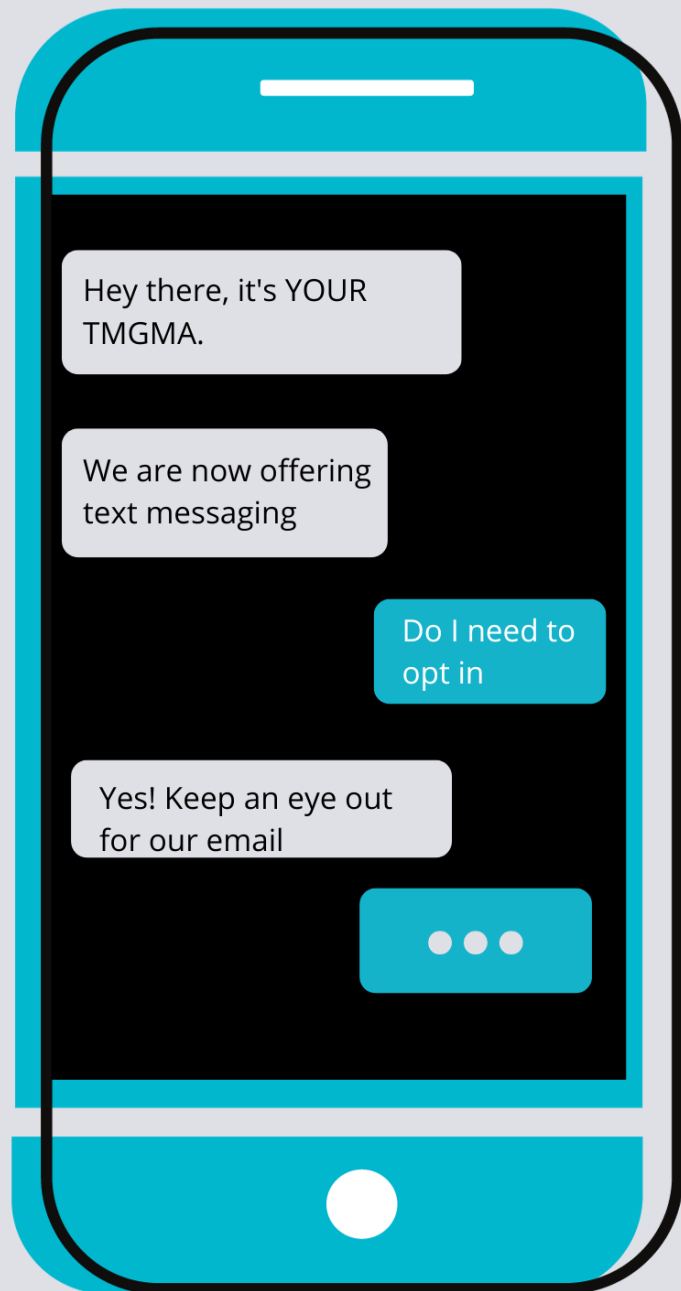 Hey there, it's YOUR
TMGMA.
We are now offering
text messaging
Do I need to
opt in
Yes! Keep an eye out
for our email